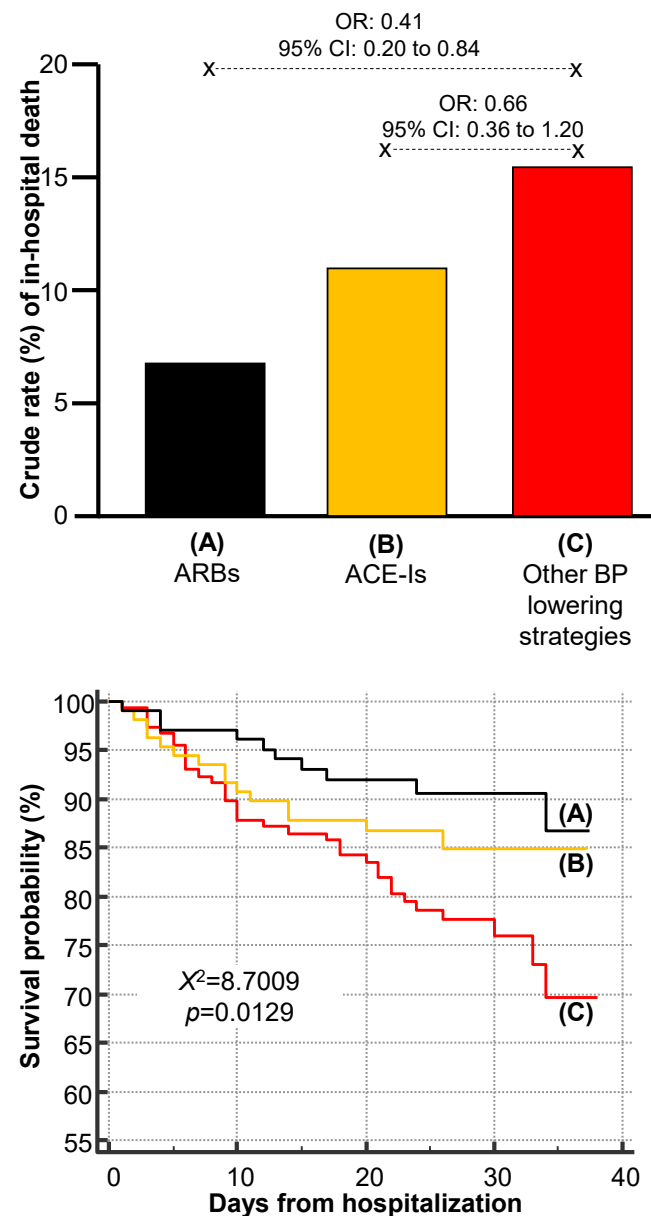 OR: 0.41
95% CI: 0.20 to 0.84
x x
OR: 0.66
95% CI: 0.36 to 1.20
x x
Crude rate (%) of in-hospital death
20
15
10
5
0
(A)
ARBs
(B)
ACE-Is
(C)
Other BP
lowering
strategies
Survival probability (%)
100
95
90
85
80
75
70
65
60
55
(A)
(B)
(C)
X²=8.7009
p=0.0129
0 10 20 30 40
Days from hospitalization